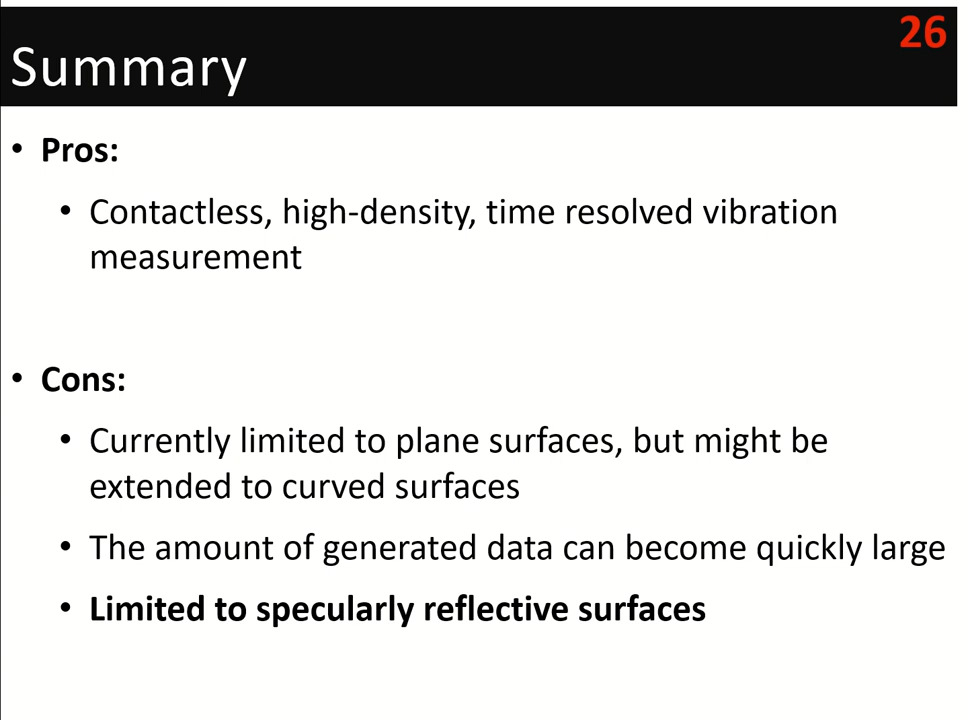 26
Summary
• Pros:
• Contactless, high-density, time resolved vibration
measurement
• Cons:
• Currently limited to plane surfaces, but might be
extended to curved surfaces
• The amount of generated data can become quickly large
• Limited to specularly reflective surfaces